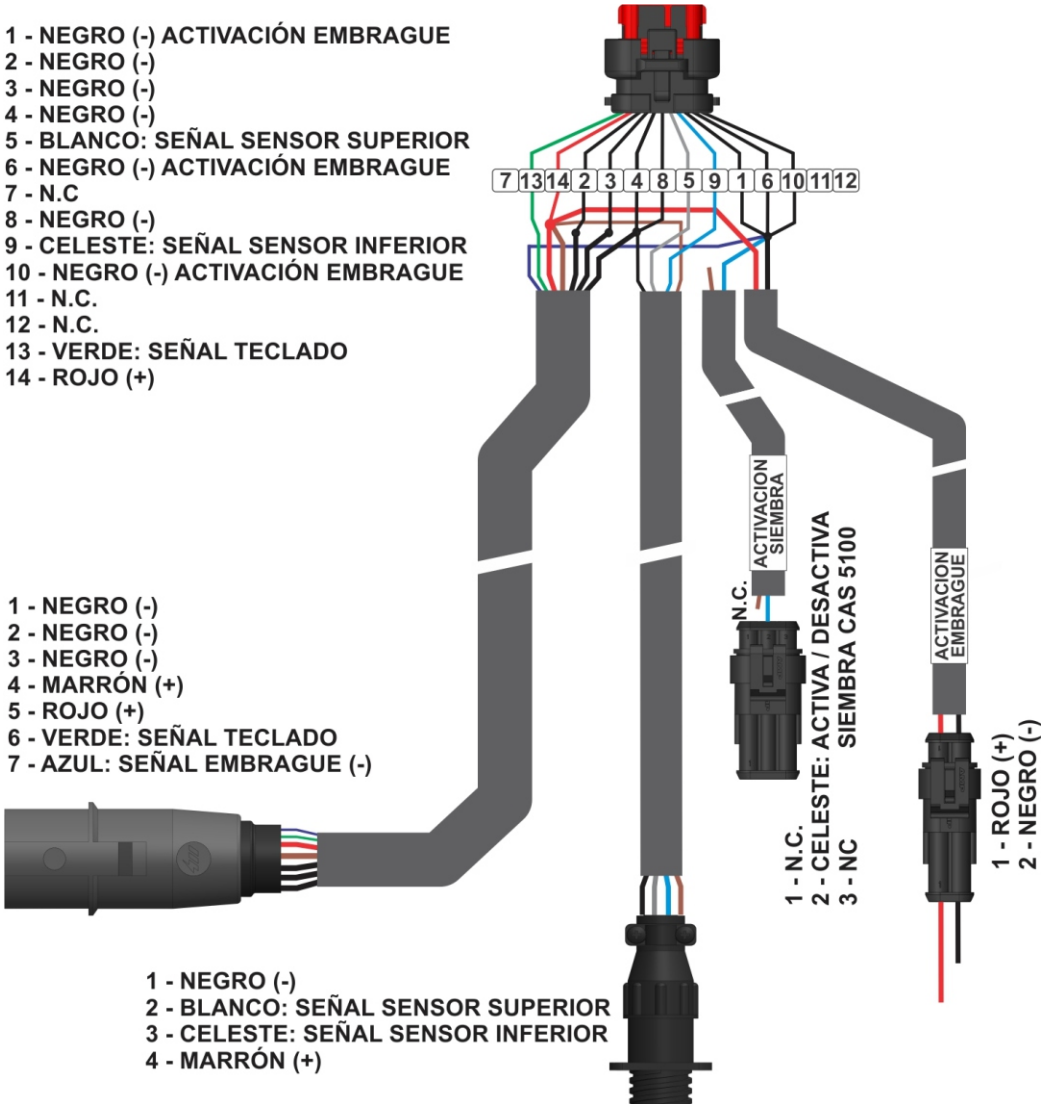 1 - NEGRO (-) ACTIVACIÓN EMBRAGUE
2 - NEGRO (-)
3 - NEGRO (-)
4 - NEGRO (-)
5 - BLANCO: SEÑAL SENSOR SUPERIOR
6 - NEGRO (-) ACTIVACIÓN EMBRAGUE
7 - N.C
8 - NEGRO (-)
9 - CELESTE: SEÑAL SENSOR INFERIOR
10 - NEGRO (-) ACTIVACIÓN EMBRAGUE
11 - N.C.
12 - N.C.
13 - VERDE: SEÑAL TECLADO
14 - ROJO (+)
7 13 14 2 3 4 8 5 9 1 6 10 11 12
1 - NEGRO (-)
2 - NEGRO (-)
3 - NEGRO (-)
4 - MARRÓN (+)
5 - ROJO (+)
6 - VERDE: SEÑAL TECLADO
7 - AZUL: SEÑAL EMBRAGUE (-)
ACTIVACION
SIEMBRA
N.C.
1 - N.C.
2 - CELESTE: ACTIVA / DESACTIVA
SIEMBRA CAS 5100
3 - NC
ACTIVACION
EMBRAGUE
1 - ROJO (+)
2 - NEGRO (-)
1 - NEGRO (-)
2 - BLANCO: SEÑAL SENSOR SUPERIOR
3 - CELESTE: SEÑAL SENSOR INFERIOR
4 - MARRÓN (+)